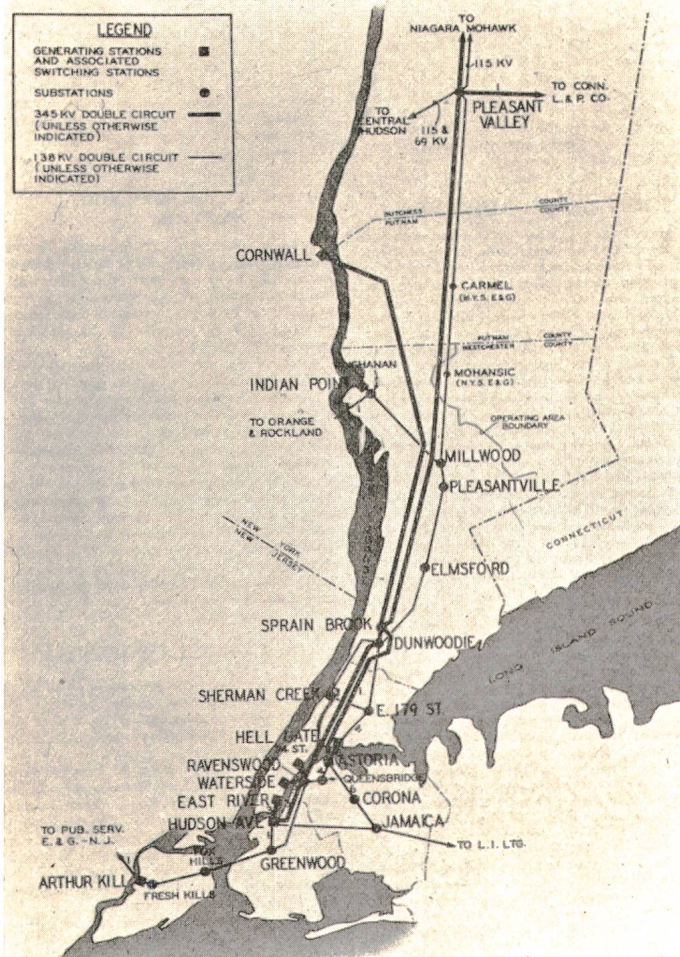 LEGEND
GENERATING STATIONS
AND ASSOCIATED
SWITCHING STATIONS
SUBSTATIONS
345 KV DOUBLE CIRCUIT
(UNLESS OTHERWISE
INDICATED)
138 KV DOUBLE CIRCUIT
(UNLESS OTHERWISE
INDICATED)
TO
NIAGARA MOHAWK
115 KV
TO CONN.
L. & P. CO.
PLEASANT
VALLEY
TO
CENTRAL
HUDSON
115 &
69 KV
DUTCHESS COUNTY
PUTNAM COUNTY
CORNWALL
CARMEL
(N.Y.S. E&G)
PUTNAM COUNTY
WESTCHESTER COUNTY
INDIAN POINT
MOHANSIC
(N.Y.S. E&G)
TO ORANGE
& ROCKLAND
OPERATING AREA
BOUNDARY
MILLWOOD
PLEASANTVILLE
NEW YORK
NEW JERSEY
CONNECTICUT
ELMSFORD
LONG ISLAND SOUND
SPRAIN BROOK
DUNWOODIE
SHERMAN CREEK
E. 179 ST.
HELL GATE
74 ST.
RAVENSWOOD
ASTORIA
WATERSIDE
QUEENSBRIDGE
EAST RIVER
CORONA
HUDSON AVE
JAMAICA
TO PUB. SERV.
E. & G. - N.J.
TO L.I. LTG.
FOX
HILLS
GREENWOOD
ARTHUR KILL
FRESH KILLS